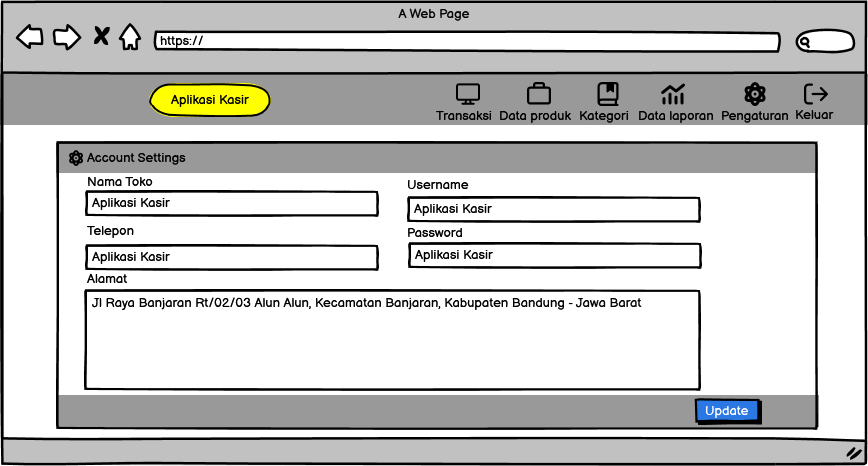 A Web Page
https://
Aplikasi Kasir
Transaksi
Data produk
Kategori
Data laporan
Pengaturan
Keluar
Account Settings
Nama Toko
Aplikasi Kasir
Username
Aplikasi Kasir
Telepon
Aplikasi Kasir
Password
Aplikasi Kasir
Alamat
Jl Raya Banjaran Rt/02/03 Alun Alun, Kecamatan Banjaran, Kabupaten Bandung - Jawa Barat
Update